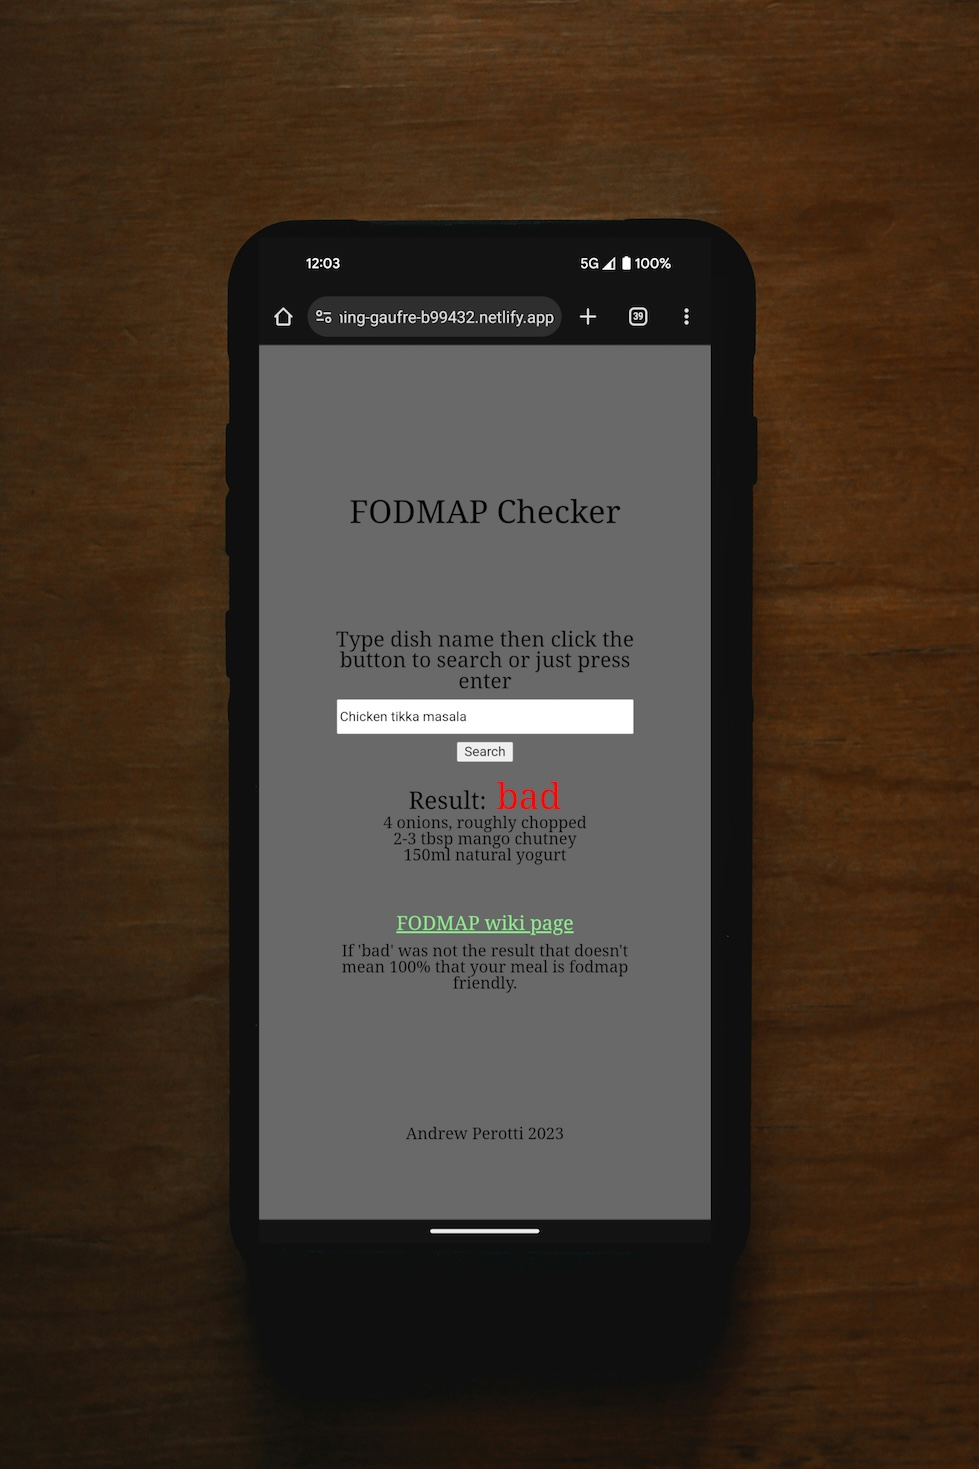 12:03 5G 100%
ning-gaufre-b99432.netlify.app 39
FODMAP Checker
Type dish name then click the
button to search or just press
enter
Chicken tikka masala
Search
Result: bad
4 onions, roughly chopped
2-3 tbsp mango chutney
150ml natural yogurt
FODMAP wiki page
If 'bad' was not the result that doesn't
mean 100% that your meal is fodmap
friendly.
Andrew Perotti 2023